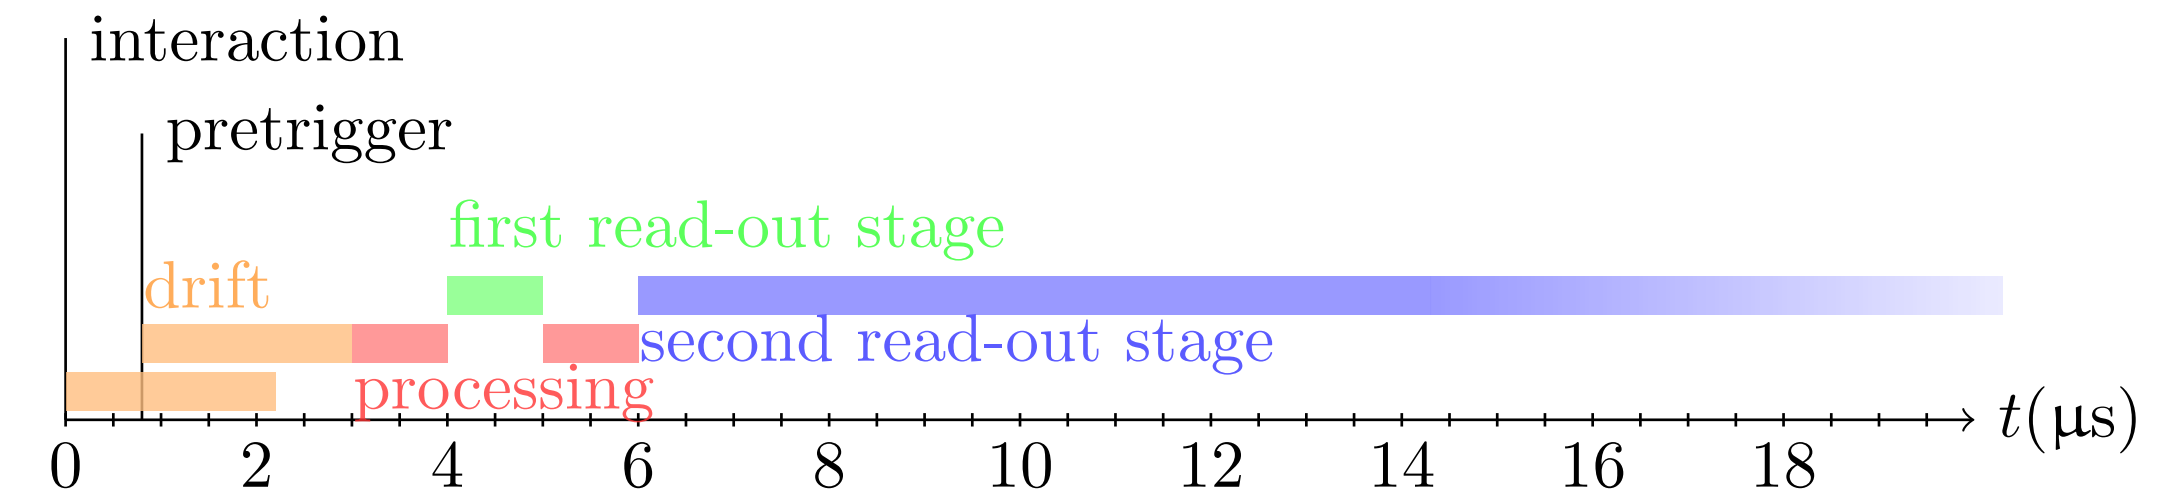 interaction
pretrigger
first read-out stage
drift
second read-out stage
processing
t(µs)
0 2 4 6 8 10 12 14 16 18